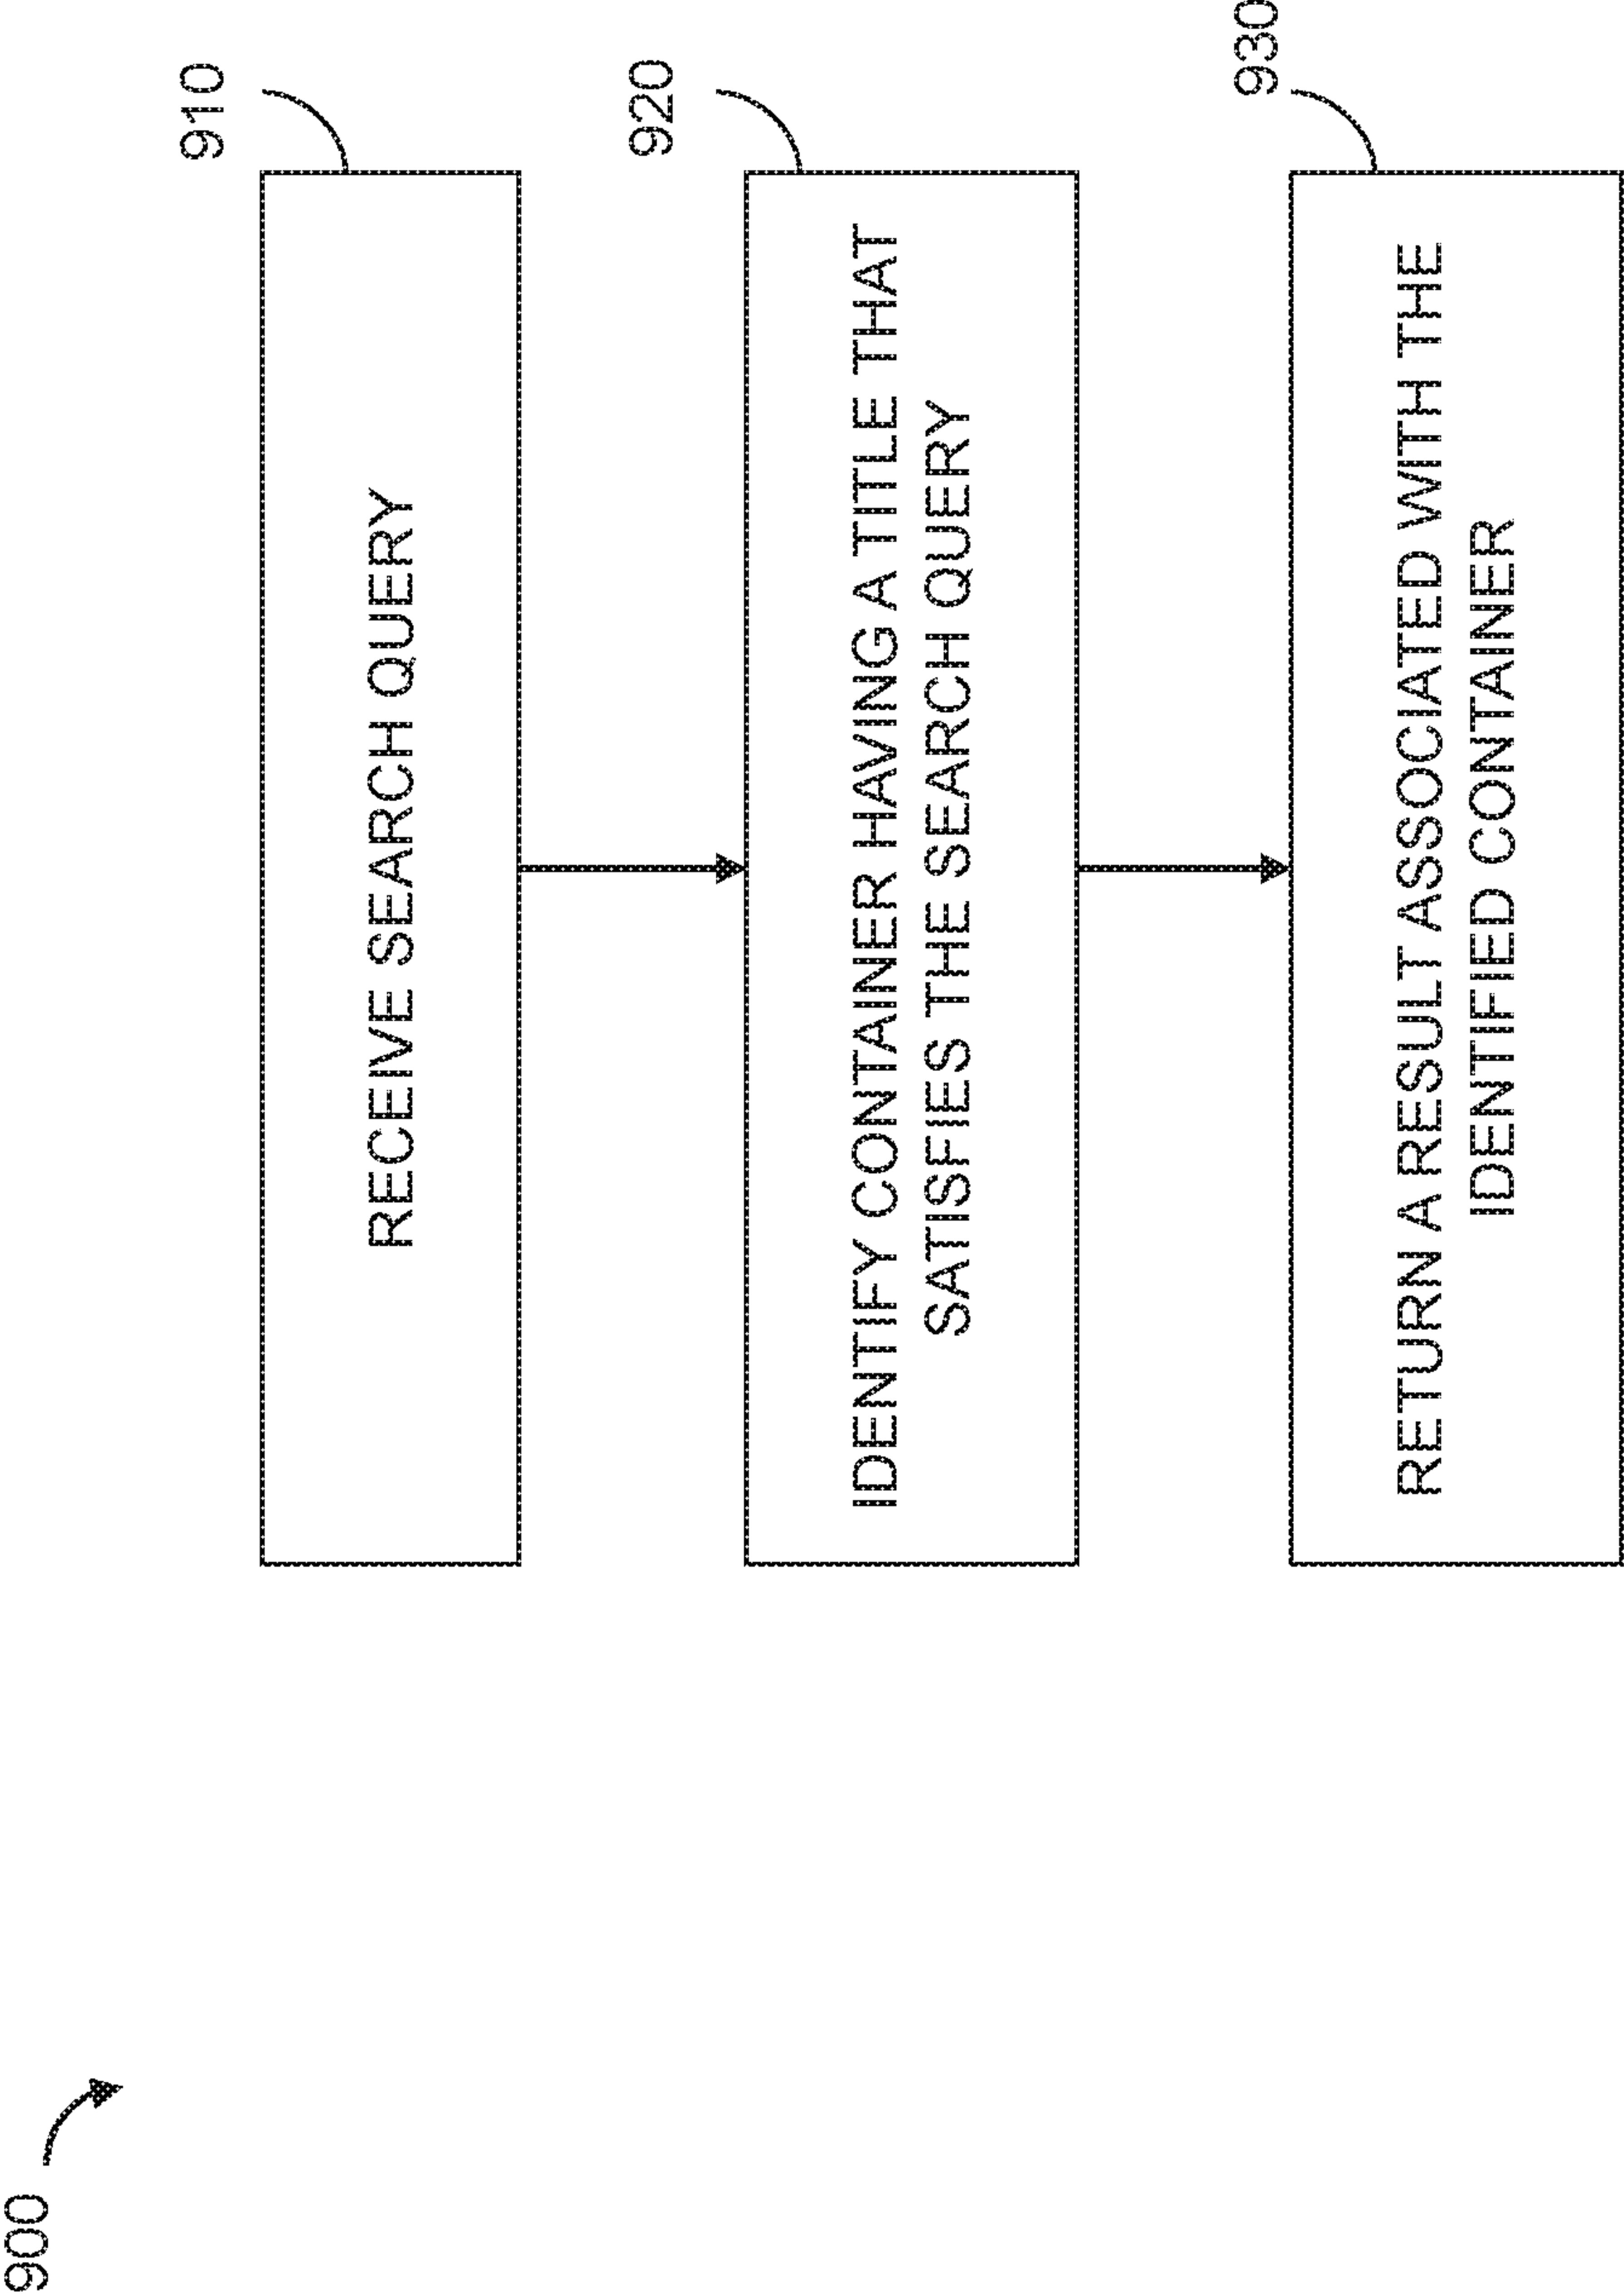 900
910
RECEIVE SEARCH QUERY
920
IDENTIFY CONTAINER HAVING A TITLE THAT
SATISFIES THE SEARCH QUERY
930
RETURN A RESULT ASSOCIATED WITH THE
IDENTIFIED CONTAINER